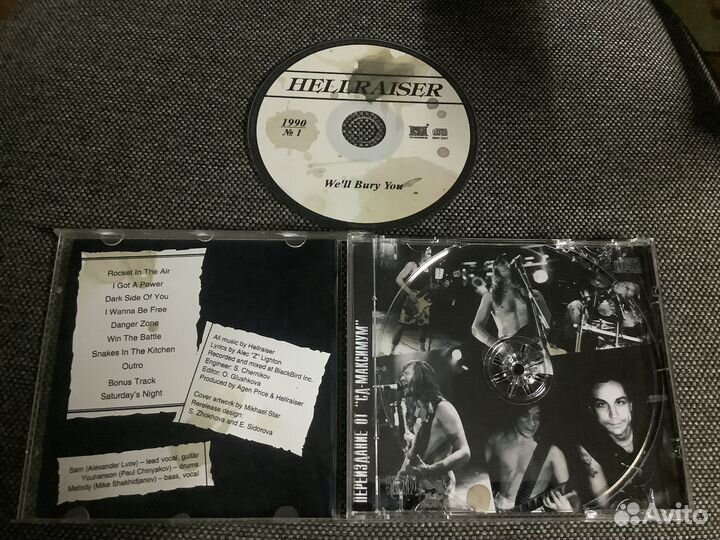 HELLRAISER
1990
№ 1
We'll Bury You
Rocket In The Air
I Got A Power
Dark Side Of You
I Wanna Be Free
Danger Zone
Win The Battle
Snakes In The Kitchen
Outro
Bonus Track
Saturday's Night
All music by Hellraiser
Lyrics by Alec "Z" Lighton
Recorded and mixed at BlackBird Inc.
Engineer: S. Chernikov
Editor: O. Glushkova
Produced by Agen Price & Hellraiser
Cover artwork by Mikhael Star
Rerelease design:
S. Zhokhova and E. Sidorova
Sam (Alexander Lvov) – lead vocal, guitar
Youhanson (Paul Chinyakov) – drums
Melody (Mike Shakhidjanov) – bass, vocal
ПЕРЕИЗДАНИЕ ОТ "СД-МАКСИМУМ"
Avito